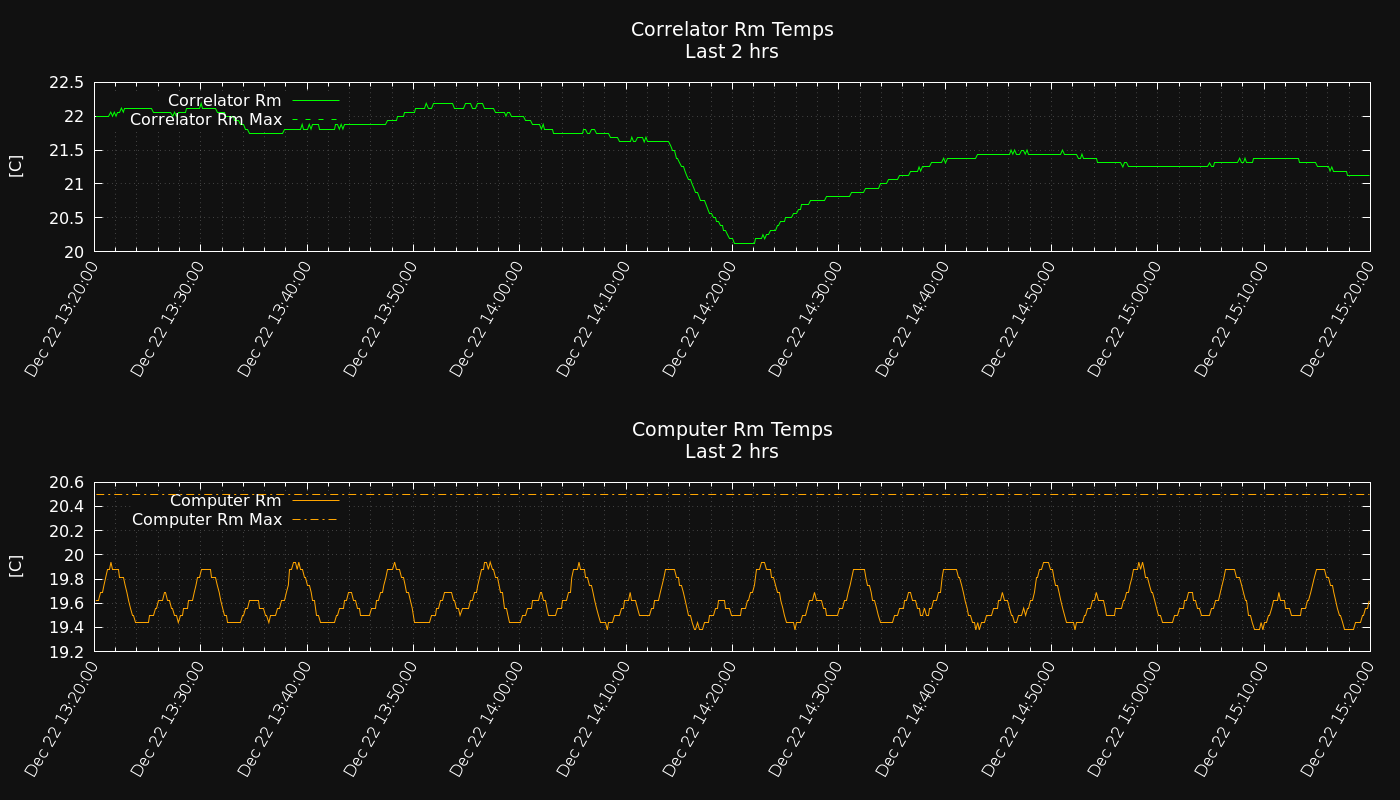 Correlator Rm Temps
Last 2 hrs
22.5
22
21.5
21
20.5
20
[C]
Correlator Rm
Correlator Rm Max
Dec 22 13:20:00
Dec 22 13:30:00
Dec 22 13:40:00
Dec 22 13:50:00
Dec 22 14:00:00
Dec 22 14:10:00
Dec 22 14:20:00
Dec 22 14:30:00
Dec 22 14:40:00
Dec 22 14:50:00
Dec 22 15:00:00
Dec 22 15:10:00
Dec 22 15:20:00
Computer Rm Temps
Last 2 hrs
20.6
20.4
20.2
20
19.8
19.6
19.4
19.2
[C]
Computer Rm
Computer Rm Max
Dec 22 13:20:00
Dec 22 13:30:00
Dec 22 13:40:00
Dec 22 13:50:00
Dec 22 14:00:00
Dec 22 14:10:00
Dec 22 14:20:00
Dec 22 14:30:00
Dec 22 14:40:00
Dec 22 14:50:00
Dec 22 15:00:00
Dec 22 15:10:00
Dec 22 15:20:00